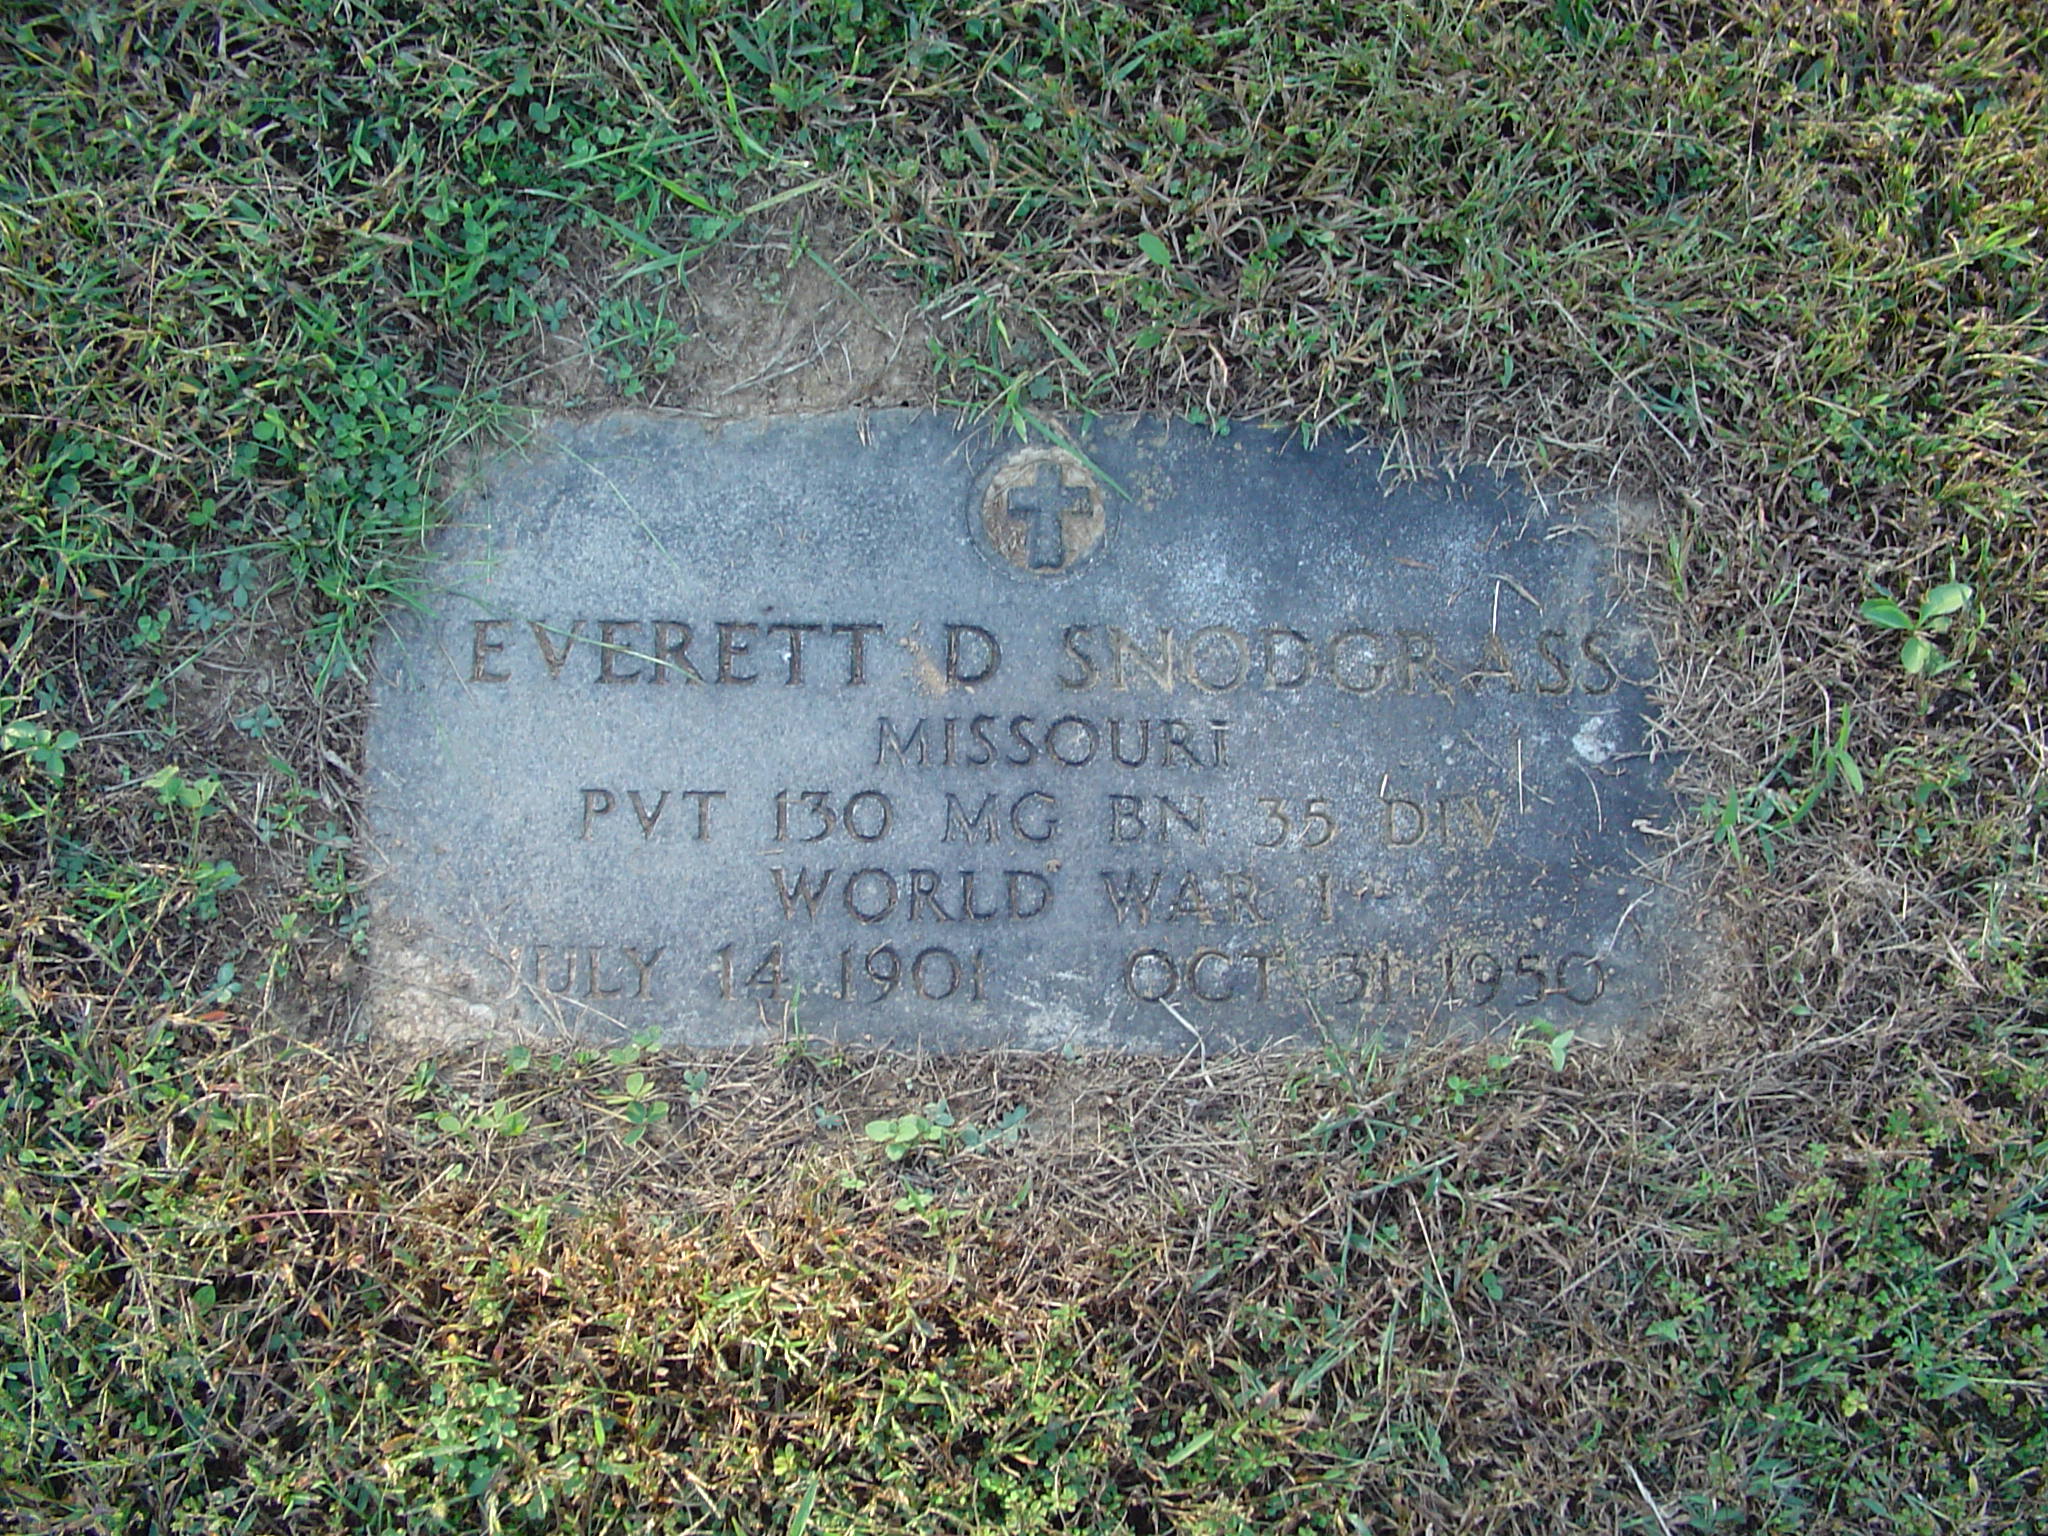 EVERETT D SNODGRASS
MISSOURI
PVT 130 MG BN 35 DIV
WORLD WAR I
JULY 14 1901 OCT 31 1950